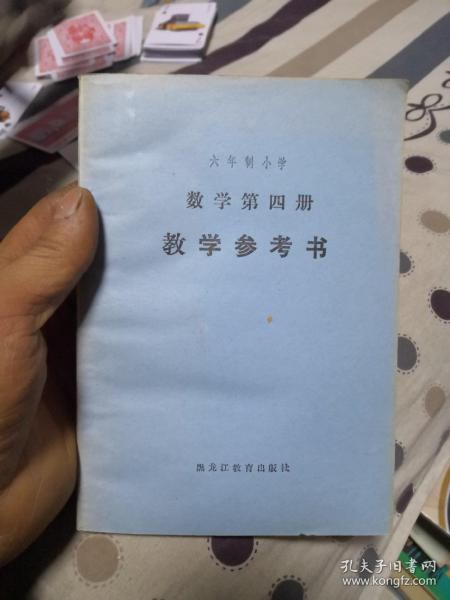 六年制小学
数学第四册
教学参考书
黑龙江教育出版社
孔夫子旧书网
www.kongfz.com